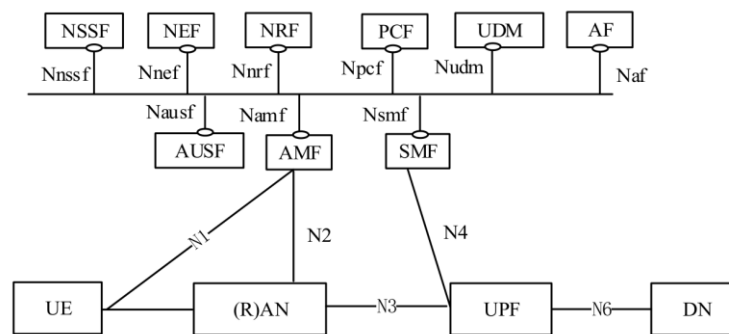 NSSF NEF NRF PCF UDM AF
Nnssf Nnef Nnrf Npcf Nudm Naf
Nausf Namf Nsmf
AUSF AMF SMF
N1 N2 N4
UE (R)AN N3 UPF N6 DN